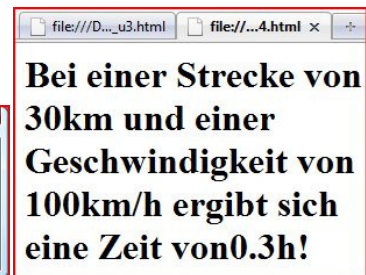 file:///D..._u3.html file://...4.html
Bei einer Strecke von
30km und einer
Geschwindigkeit von
100km/h ergibt sich
eine Zeit von0.3h!